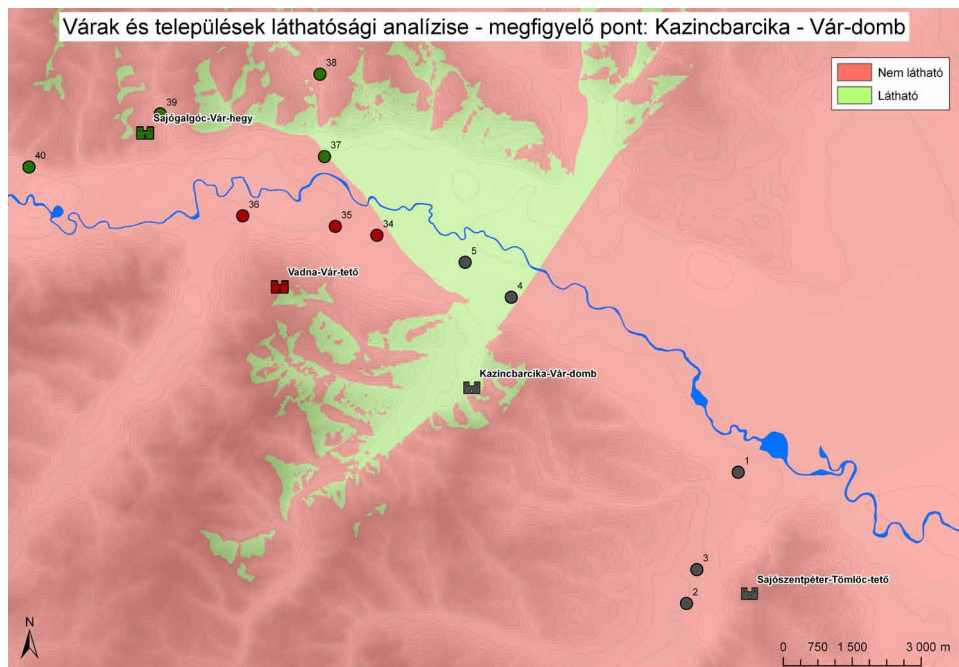 Várak és települések láthatósági analízise - megfigyelő pont: Kazincbarcika - Vár-domb
Nem látható
Látható
38
39
Sajógalgóc-Vár-hegy
37
40
36
35
34
5
Vadna-Vár-tető
4
Kazincbarcika-Vár-domb
1
3
Sajószentpéter-Tömlöc-tető
2
N
0 750 1 500 3 000 m